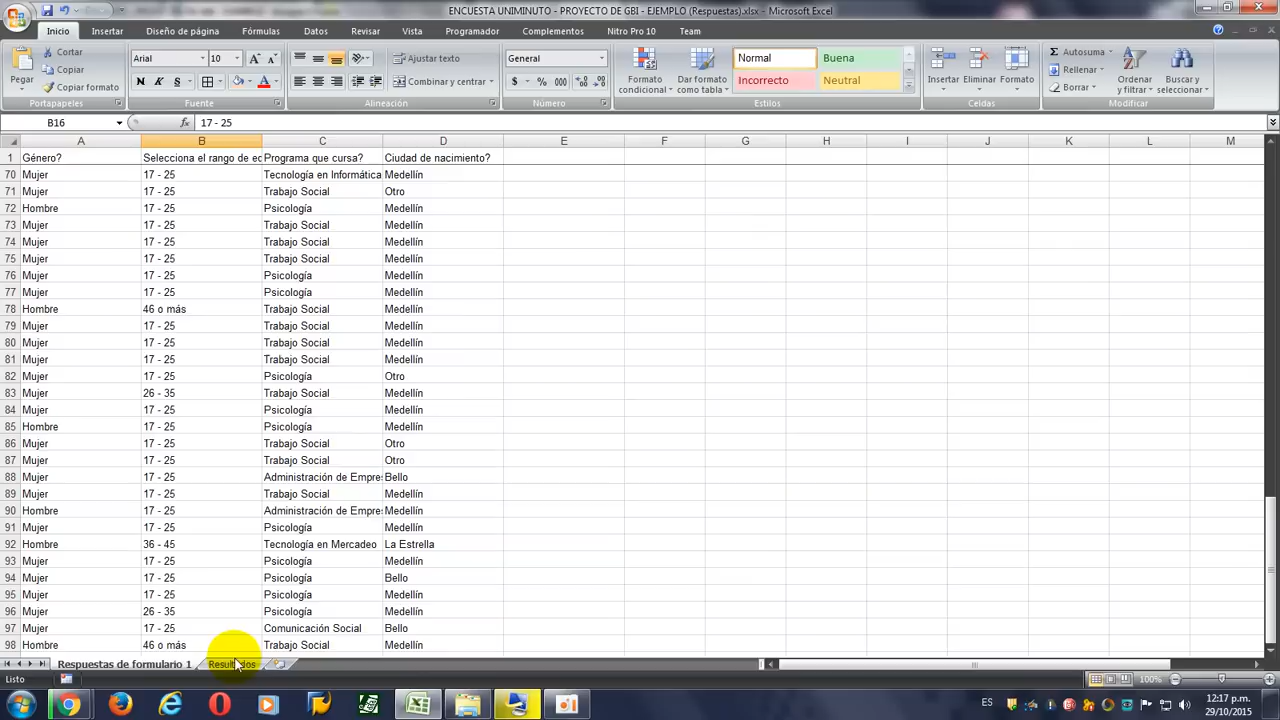 ENCUESTA UNIMINUTO - PROYECTO DE GBI - EJEMPLO (Respuestas).xlsx - Microsoft Excel
Inicio Insertar Diseño de página Fórmulas Datos Revisar Vista Programador Complementos Nitro Pro 10 Team
Pegar Cortar Copiar Copiar formato Portapapeles
Arial 10 N K S Fuente
Ajustar texto Combinar y centrar Alineación
General $ % 000 Número
Formato condicional Dar formato como tabla Normal Buena Incorrecto Neutral Estilos
Insertar Eliminar Formato Celdas
Autosuma Rellenar Borrar Ordenar y filtrar Buscar y seleccionar Modificar
B16 fx 17 - 25
A B C D E F G H I J K L M
1 Género? Selecciona el rango de ed Programa que cursa? Ciudad de nacimiento?
70 Mujer 17 - 25 Tecnología en Informática Medellín
71 Mujer 17 - 25 Trabajo Social Otro
72 Hombre 17 - 25 Psicología Medellín
73 Mujer 17 - 25 Trabajo Social Medellín
74 Mujer 17 - 25 Trabajo Social Medellín
75 Mujer 17 - 25 Trabajo Social Medellín
76 Mujer 17 - 25 Psicología Medellín
77 Mujer 17 - 25 Psicología Medellín
78 Hombre 46 o más Trabajo Social Medellín
79 Mujer 17 - 25 Trabajo Social Medellín
80 Mujer 17 - 25 Trabajo Social Medellín
81 Mujer 17 - 25 Trabajo Social Medellín
82 Mujer 17 - 25 Psicología Otro
83 Mujer 26 - 35 Trabajo Social Medellín
84 Mujer 17 - 25 Psicología Medellín
85 Hombre 17 - 25 Psicología Medellín
86 Mujer 17 - 25 Trabajo Social Otro
87 Mujer 17 - 25 Trabajo Social Otro
88 Mujer 17 - 25 Administración de Empres Bello
89 Mujer 17 - 25 Trabajo Social Medellín
90 Hombre 17 - 25 Administración de Empres Medellín
91 Mujer 17 - 25 Psicología Medellín
92 Hombre 36 - 45 Tecnología en Mercadeo La Estrella
93 Mujer 17 - 25 Psicología Medellín
94 Mujer 17 - 25 Psicología Bello
95 Mujer 17 - 25 Psicología Medellín
96 Mujer 26 - 35 Psicología Medellín
97 Mujer 17 - 25 Comunicación Social Bello
98 Hombre 46 o más Trabajo Social Medellín
Respuestas de formulario 1 Resultados
Listo 100%
ES 12:17 p.m.
29/10/2015